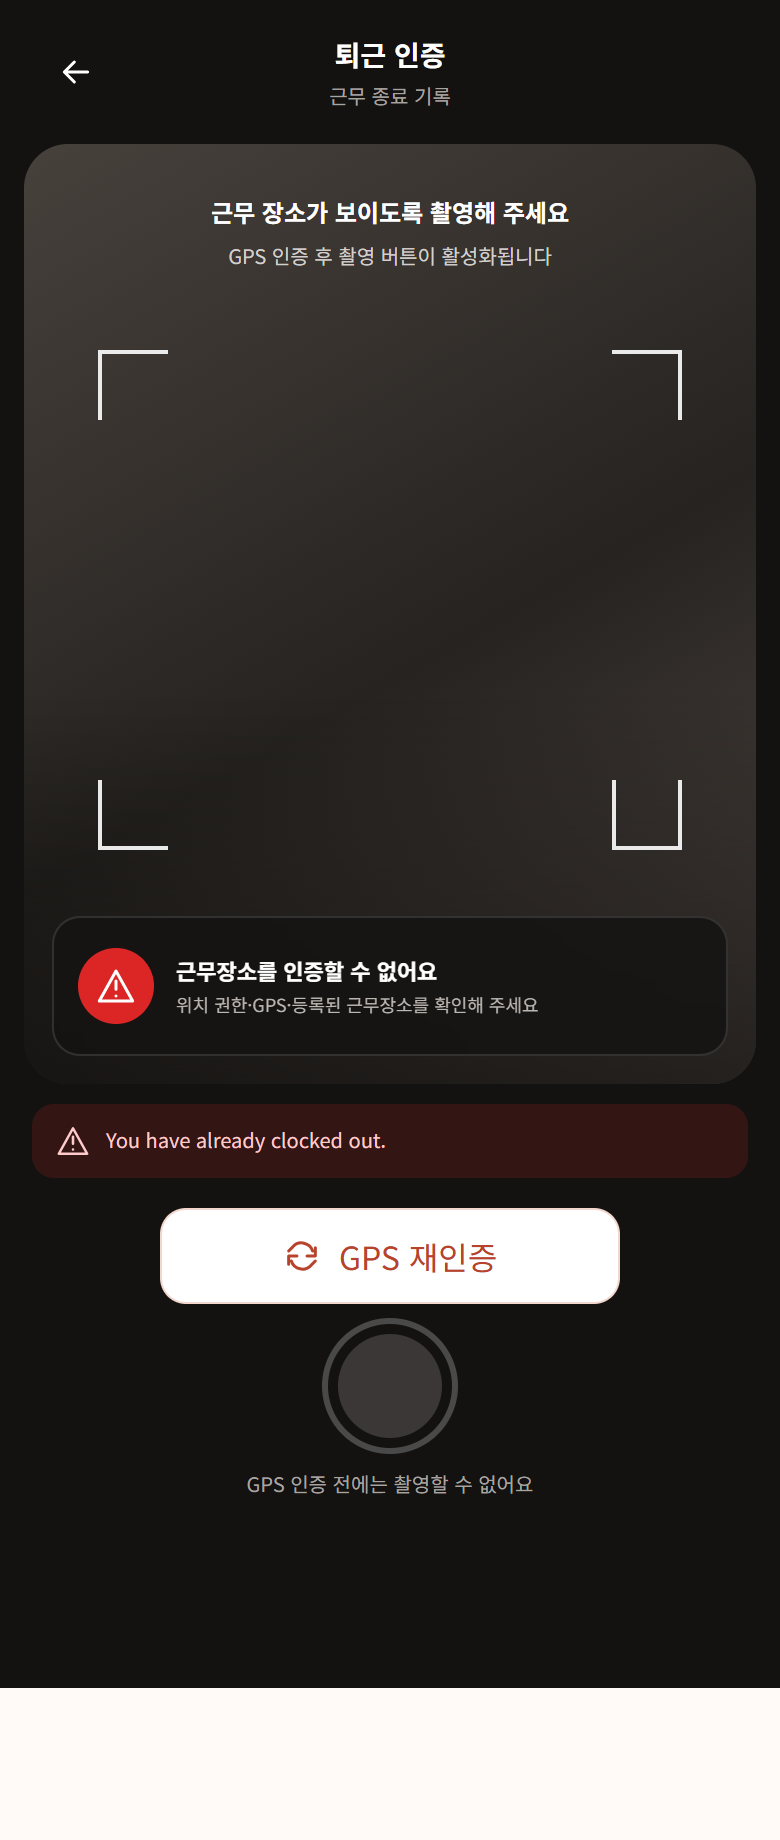 퇴근 인증
근무 종료 기록
근무 장소가 보이도록 촬영해 주세요
GPS 인증 후 촬영 버튼이 활성화됩니다
근무장소를 인증할 수 없어요
위치 권한·GPS·등록된 근무장소를 확인해 주세요
You have already clocked out.
GPS 재인증
GPS 인증 전에는 촬영할 수 없어요